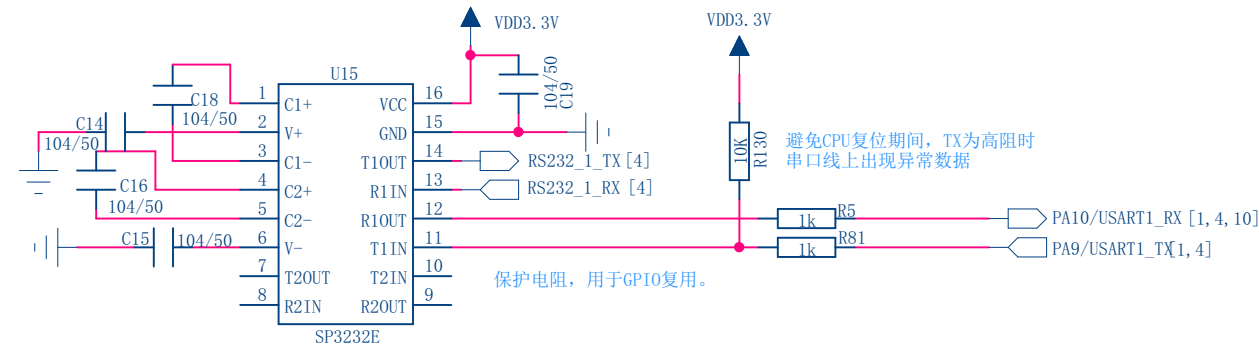 VDD3.3V
VDD3.3V
U15
104/50
C19
C18
104/50
C14
104/50
C16
104/50
C15
104/50
1 C1+ VCC 16
2 V+ GND 15
3 C1- T1OUT 14
4 C2+ R1IN 13
5 C2- R1OUT 12
6 V- T1IN 11
7 T2OUT T2IN 10
8 R2IN R2OUT 9
SP3232E
RS232_1_TX [4]
RS232_1_RX [4]
10K
R130
避免CPU复位期间，TX为高阻时
串口线上出现异常数据
1k R5 PA10/USART1_RX [1,4,10]
1k R81 PA9/USART1_TX[1,4]
保护电阻，用于GPIO复用。